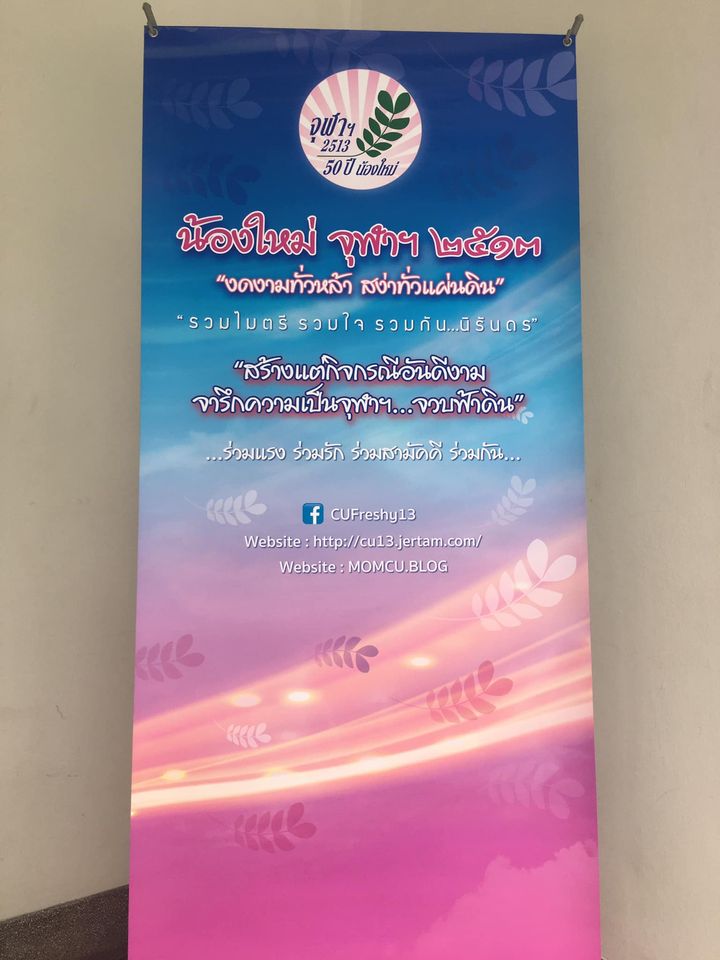 จุฬาฯ
2513
50 ปี น้องใหม่
น้องใหม่ จุฬาฯ ๒๕๑๓
“งดงามทั่วหล้า สง่าทั่วแผ่นดิน”
“รวมไมตรี รวมใจ รวมกัน...นิรันดร”
“สร้างแต่กิจกรณีอันดีงาม
จารึกความเป็นจุฬาฯ...จวบฟ้าดิน”
...ร่วมแรง ร่วมรัก ร่วมสามัคคี ร่วมกัน...
CUFreshy13
Website : http://cu13.jertam.com/
Website : MOMCU.BLOG